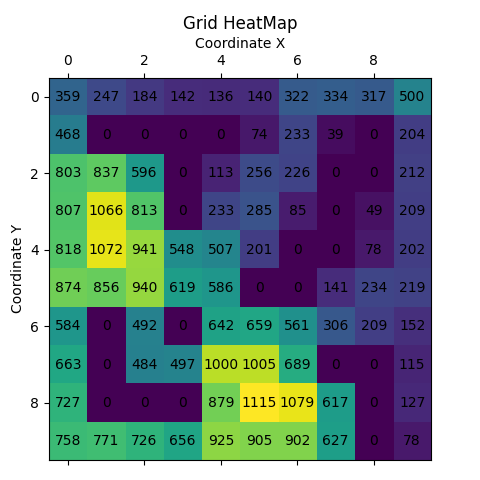 Grid HeatMap
Coordinate X
0 2 4 6 8
0 359 247 184 142 136 140 322 334 317 500
468 0 0 0 0 74 233 39 0 204
2 803 837 596 0 113 256 226 0 0 212
807 1066 813 0 233 285 85 0 49 209
4 818 1072 941 548 507 201 0 0 78 202
874 856 940 619 586 0 0 141 234 219
6 584 0 492 0 642 659 561 306 209 152
663 0 484 497 1000 1005 689 0 0 115
8 727 0 0 0 879 1115 1079 617 0 127
758 771 726 656 925 905 902 627 0 78
Coordinate Y